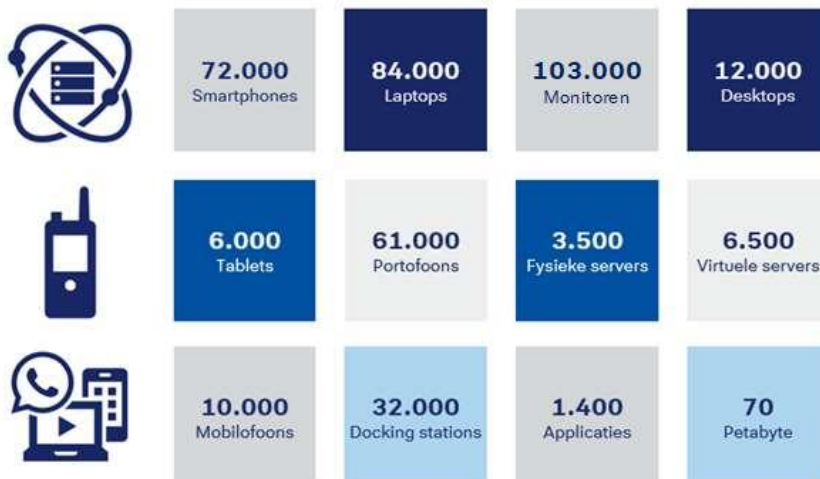 72.000
Smartphones
84.000
Laptops
103.000
Monitoren
12.000
Desktops
6.000
Tablets
61.000
Portofoons
3.500
Fysieke servers
6.500
Virtuele servers
10.000
Mobilofoons
32.000
Docking stations
1.400
Applicaties
70
Petabyte